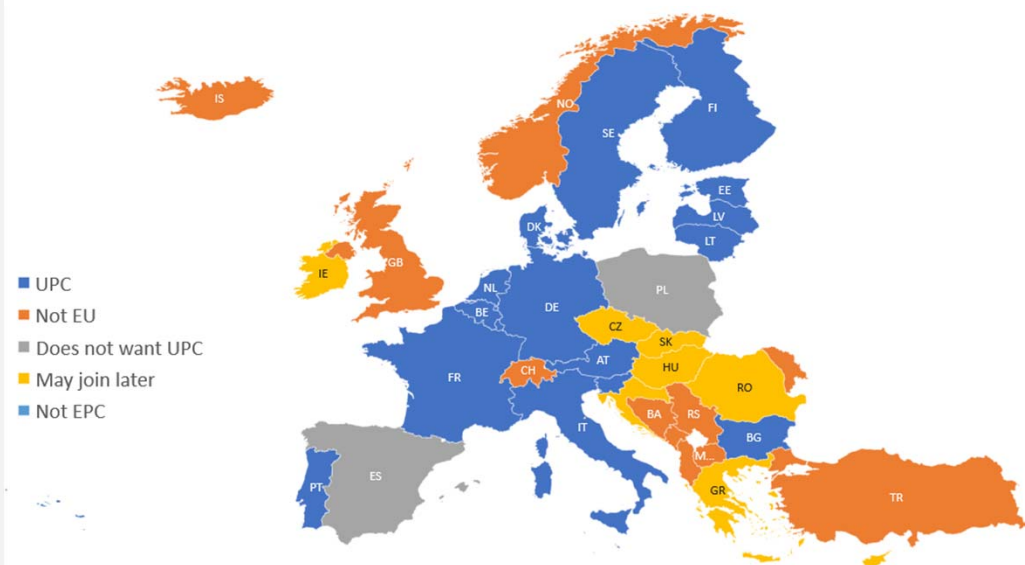 IS
NO
SE
FI
EE
LV
LT
DK
GB
IE
NL
BE
DE
PL
CZ
SK
AT
HU
RO
FR
CH
BA
RS
M...
BG
IT
PT
ES
GR
TR
UPC
Not EU
Does not want UPC
May join later
Not EPC